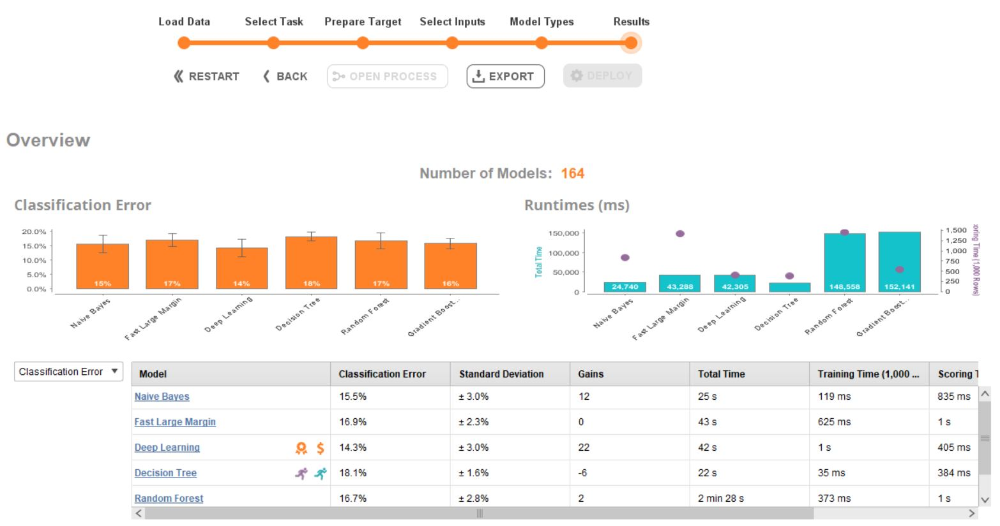 Load Data Select Task Prepare Target Select Inputs Model Types Results
RESTART BACK OPEN PROCESS EXPORT DEPLOY
Overview
Number of Models: 164
Classification Error
20.0%
15.0%
10.0%
5.0%
0.0%
15% 17% 14% 18% 17% 16%
Naive Bayes
Fast Large Margin
Deep Learning
Decision Tree
Random Forest
Gradient Boost...
Runtimes (ms)
Total Time
150,000
100,000
50,000
0
24,740 43,288 42,305 148,558 152,141
1,500
1,250
1,000
750
500
250
0
oring Time (1,000 Rows)
Naive Bayes
Fast Large Margin
Deep Learning
Decision Tree
Random Forest
Gradient Boost...
Classification Error
Model Classification Error Standard Deviation Gains Total Time Training Time (1,000 ... Scoring T
Naive Bayes 15.5% ± 3.0% 12 25 s 119 ms 835 ms
Fast Large Margin 16.9% ± 2.3% 0 43 s 625 ms 1 s
Deep Learning $ 14.3% ± 3.0% 22 42 s 1 s 405 ms
Decision Tree 18.1% ± 1.6% -6 22 s 35 ms 384 ms
Random Forest 16.7% ± 2.8% 2 2 min 28 s 373 ms 1 s